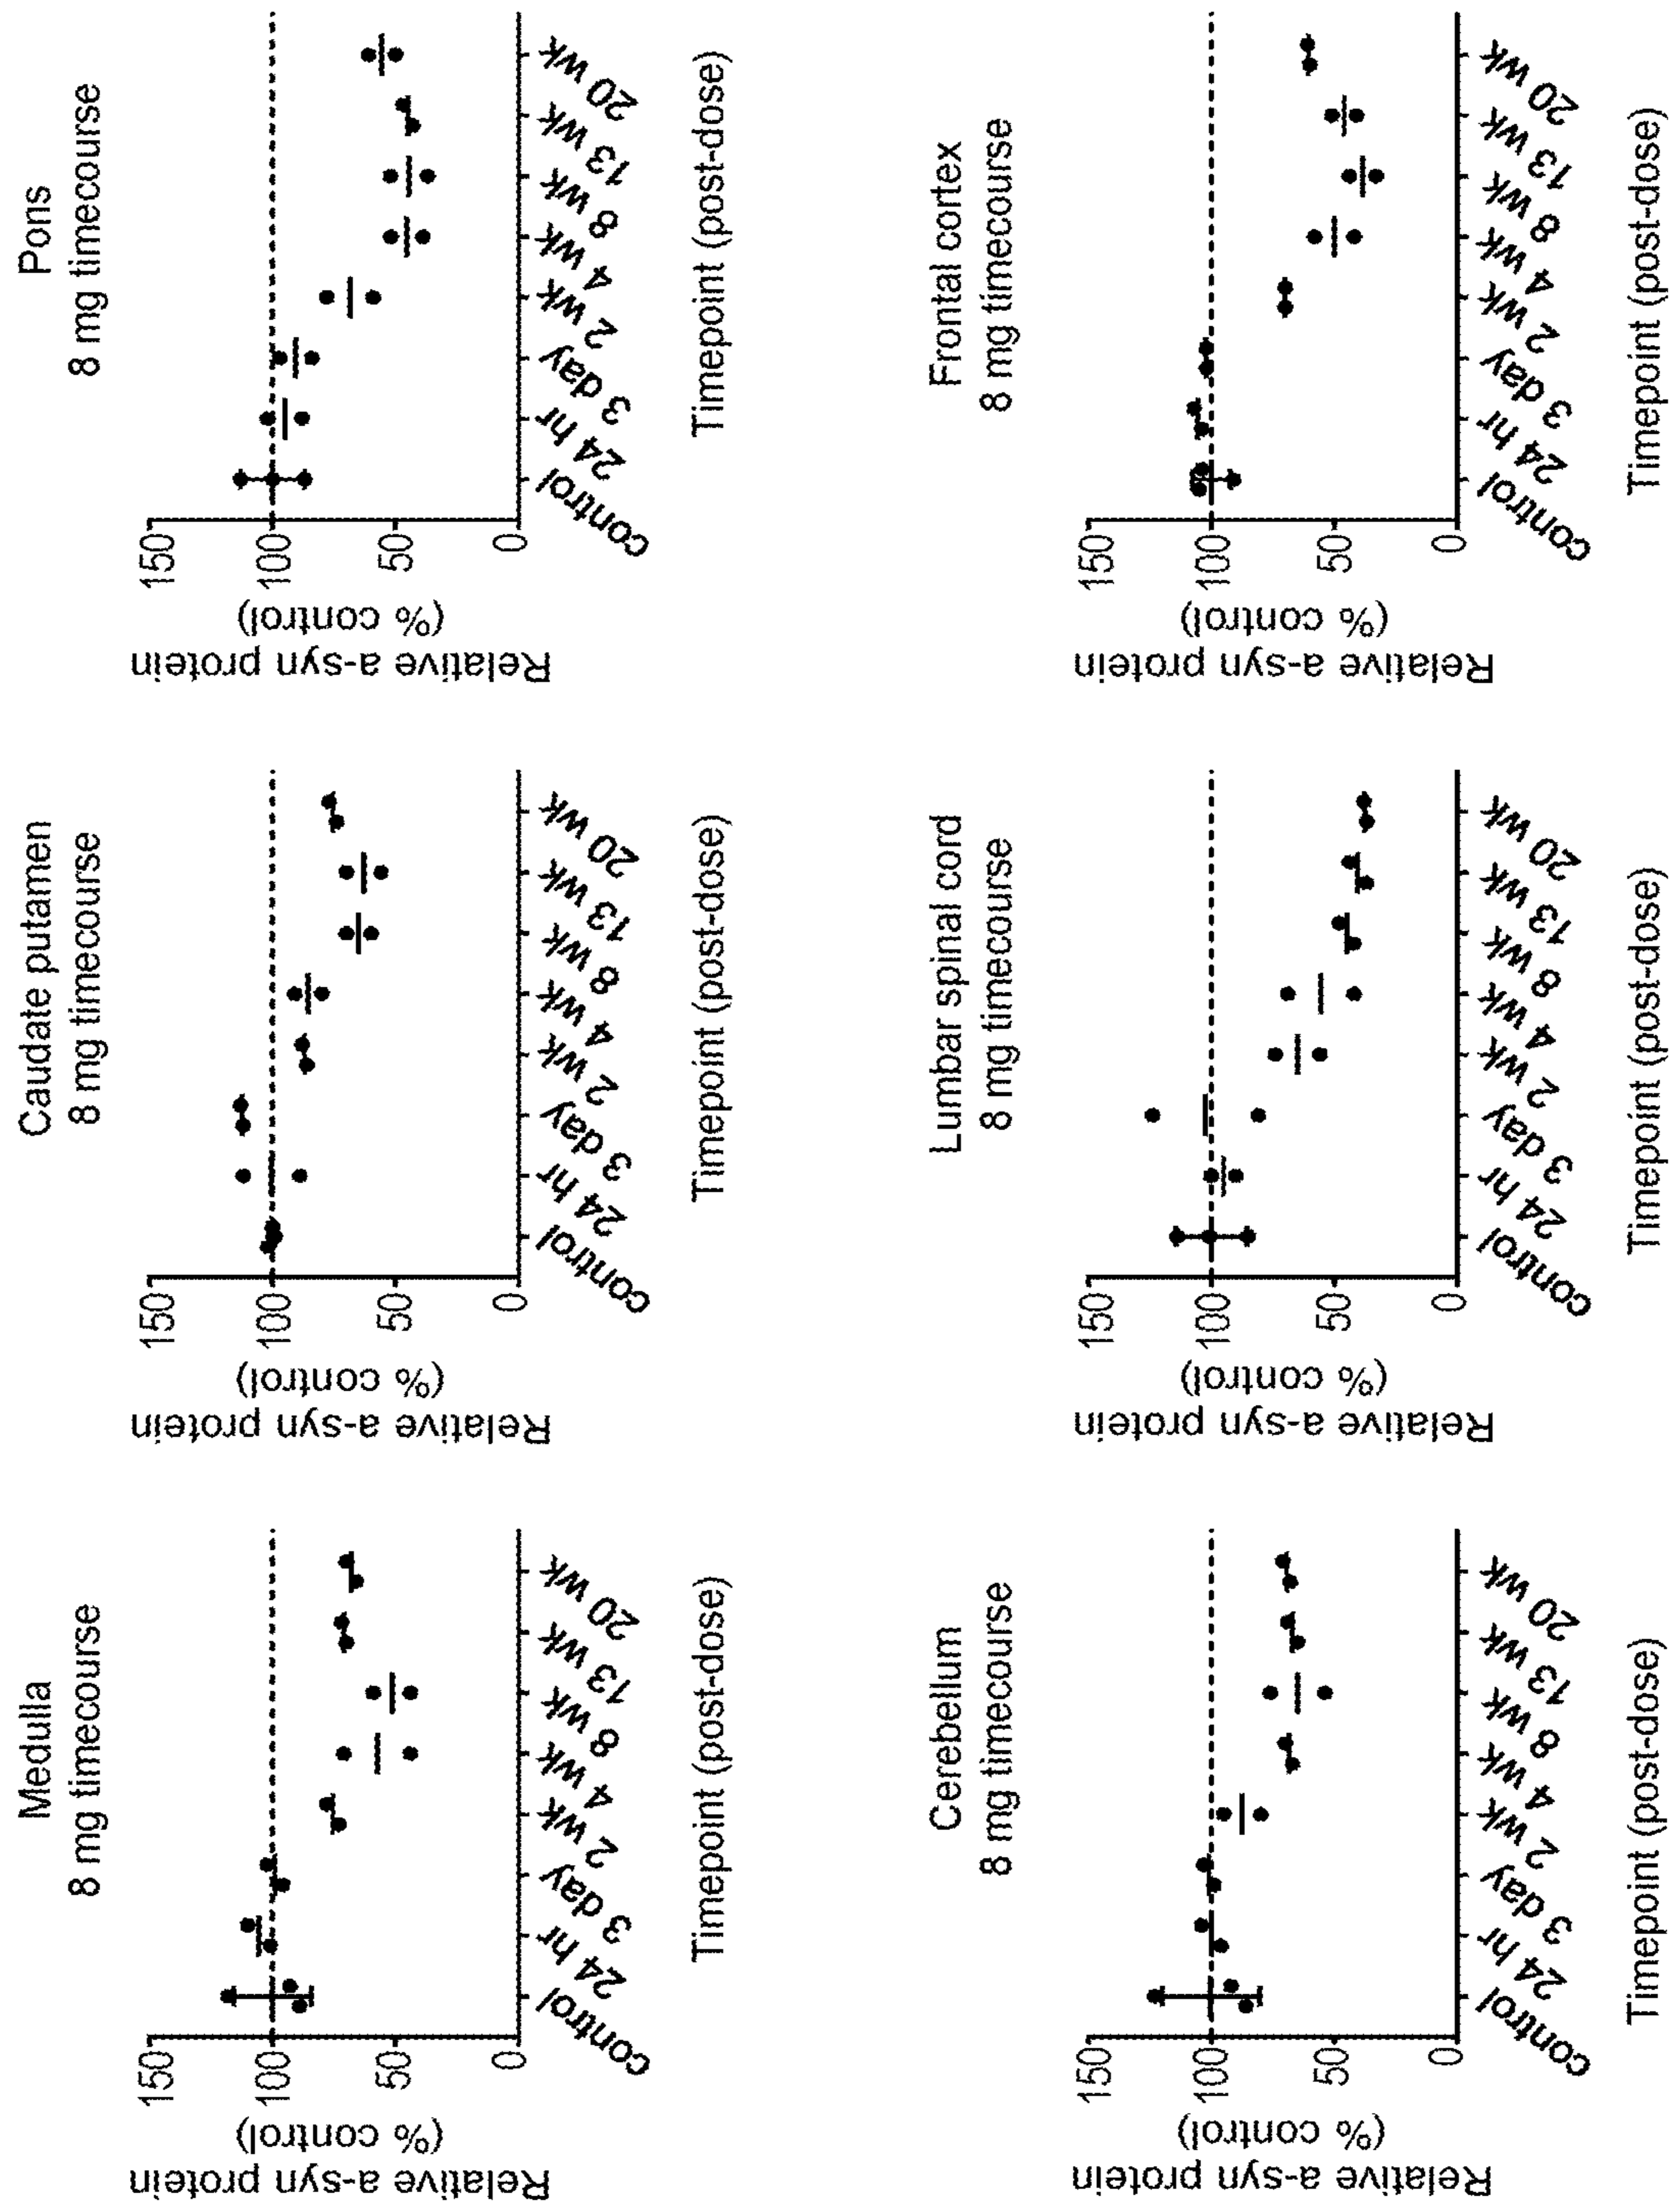 Medulla
8 mg timecourse
Relative a-syn protein
(% control)
150
100
50
0
control
24 hr
3 day
2 wk
4 wk
8 wk
13 wk
20 wk
Timepoint (post-dose)
Caudate putamen
8 mg timecourse
Relative a-syn protein
(% control)
150
100
50
0
control
24 hr
3 day
2 wk
4 wk
8 wk
13 wk
20 wk
Timepoint (post-dose)
Pons
8 mg timecourse
Relative a-syn protein
(% control)
150
100
50
0
control
24 hr
3 day
2 wk
4 wk
8 wk
13 wk
20 wk
Timepoint (post-dose)
Cerebellum
8 mg timecourse
Relative a-syn protein
(% control)
150
100
50
0
control
24 hr
3 day
2 wk
4 wk
8 wk
13 wk
20 wk
Timepoint (post-dose)
Lumbar spinal cord
8 mg timecourse
Relative a-syn protein
(% control)
150
100
50
0
control
24 hr
3 day
2 wk
4 wk
8 wk
13 wk
20 wk
Timepoint (post-dose)
Frontal cortex
8 mg timecourse
Relative a-syn protein
(% control)
150
100
50
0
control
24 hr
3 day
2 wk
4 wk
8 wk
13 wk
20 wk
Timepoint (post-dose)